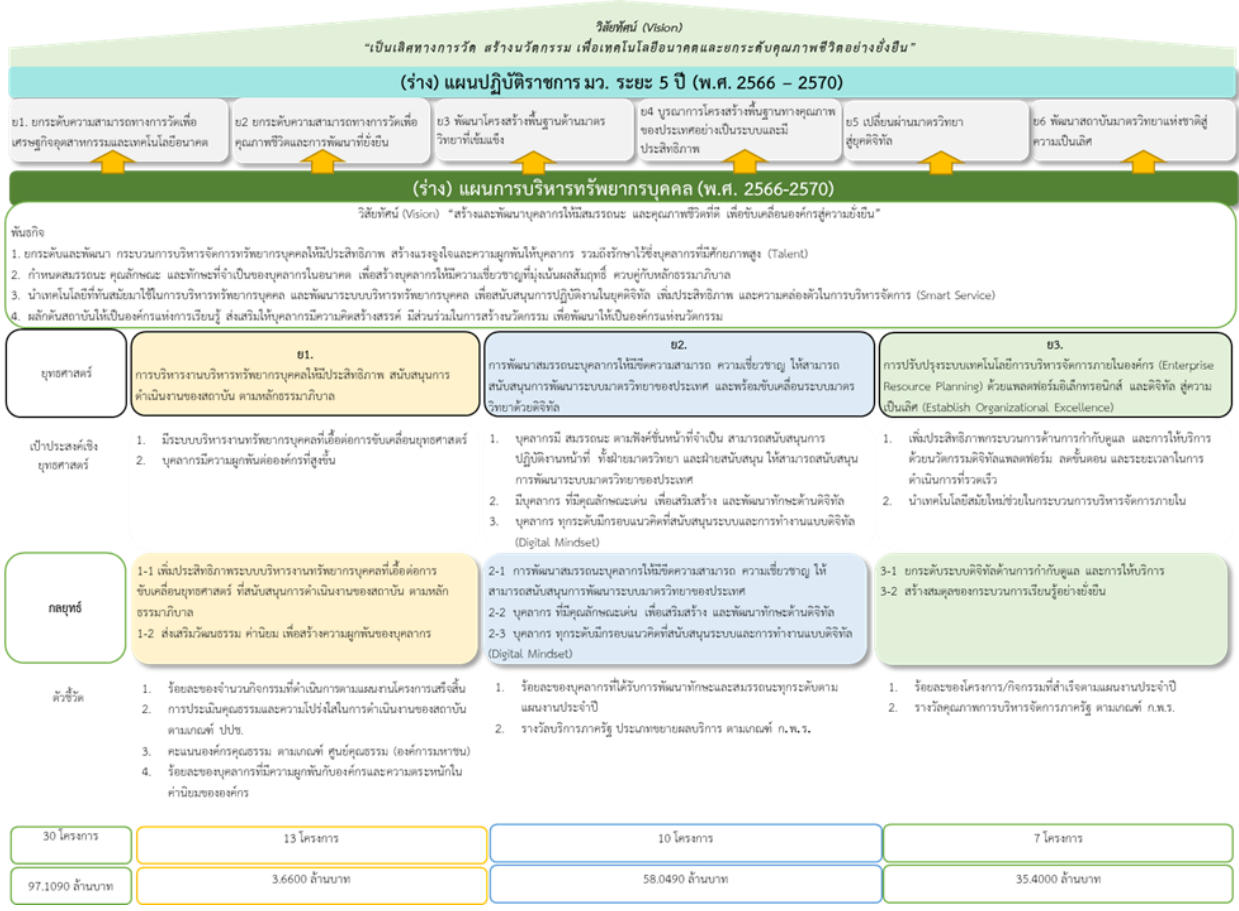 วิสัยทัศน์ (Vision)
“เป็นเลิศทางการวัด สร้างนวัตกรรม เพื่อเทคโนโลยีอนาคตและยกระดับคุณภาพชีวิตอย่างยั่งยืน”
(ร่าง) แผนปฏิบัติราชการ มว. ระยะ 5 ปี (พ.ศ. 2566 – 2570)
ย1. ยกระดับความสามารถทางการวัดเพื่อ
เศรษฐกิจอุตสาหกรรมและเทคโนโลยีอนาคต
ย2 ยกระดับความสามารถทางการวัดเพื่อ
คุณภาพชีวิตและการพัฒนาที่ยั่งยืน
ย3 พัฒนาโครงสร้างพื้นฐานด้านมาตร
วิทยาที่เข้มแข็ง
ย4 บูรณาการโครงสร้างพื้นฐานทางคุณภาพ
ของประเทศอย่างเป็นระบบและมี
ประสิทธิภาพ
ย5 เปลี่ยนผ่านมาตรวิทยา
สู่ยุคดิจิทัล
ย6 พัฒนาสถาบันมาตรวิทยาแห่งชาติสู่
ความเป็นเลิศ
(ร่าง) แผนการบริหารทรัพยากรบุคคล (พ.ศ. 2566-2570)
วิสัยทัศน์ (Vision) “สร้างและพัฒนาบุคลากรให้มีสมรรถนะ และคุณภาพชีวิตที่ดี เพื่อขับเคลื่อนองค์กรสู่ความยั่งยืน”
พันธกิจ
1. ยกระดับและพัฒนา กระบวนการบริหารจัดการทรัพยากรบุคคลให้มีประสิทธิภาพ สร้างแรงจูงใจและความผูกพันให้บุคลากร รวมถึงรักษาไว้ซึ่งบุคลากรที่มีศักยภาพสูง (Talent)
2. กำหนดสมรรถนะ คุณลักษณะ และทักษะที่จำเป็นของบุคลากรในอนาคต เพื่อสร้างบุคลากรให้มีความเชี่ยวชาญที่มุ่งเน้นผลสัมฤทธิ์ ควบคู่กับหลักธรรมาภิบาล
3. นำเทคโนโลยีที่ทันสมัยมาใช้ในการบริหารทรัพยากรบุคคล และพัฒนาระบบบริหารทรัพยากรบุคคล เพื่อสนับสนุนการปฏิบัติงานในยุคดิจิทัล เพิ่มประสิทธิภาพ และความคล่องตัวในการบริหารจัดการ (Smart Service)
4. ผลักดันสถาบันให้เป็นองค์กรแห่งการเรียนรู้ ส่งเสริมให้บุคลากรมีความคิดสร้างสรรค์ มีส่วนร่วมในการสร้างนวัตกรรม เพื่อพัฒนาให้เป็นองค์กรแห่งนวัตกรรม
ยุทธศาสตร์
ย1.
การบริหารงานบริหารทรัพยากรบุคคลให้มีประสิทธิภาพ สนับสนุนการ
ดำเนินงานของสถาบัน ตามหลักธรรมาภิบาล
ย2.
การพัฒนาสมรรถนะบุคลากรให้มีขีดความสามารถ ความเชี่ยวชาญ ให้สามารถ
สนับสนุนการพัฒนาระบบมาตรวิทยาของประเทศ และพร้อมขับเคลื่อนระบบมาตร
วิทยาด้วยดิจิทัล
ย3.
การปรับปรุงระบบเทคโนโลยีการบริหารจัดการภายในองค์กร (Enterprise
Resource Planning) ด้วยแพลตฟอร์มอิเล็กทรอนิกส์ และดิจิทัล สู่ความ
เป็นเลิศ (Establish Organizational Excellence)
เป้าประสงค์เชิง
ยุทธศาสตร์
1. มีระบบบริหารงานทรัพยากรบุคคลที่เอื้อต่อการขับเคลื่อนยุทธศาสตร์
2. บุคลากรมีความผูกพันต่อองค์กรที่สูงขึ้น
1. บุคลากรมี สมรรถนะ ตามฟังชั่นหน้าที่จำเป็น สามารถสนับสนุนการ
ปฏิบัติงานหน้าที่ ทั้งฝ่ายมาตรวิทยา และฝ่ายสนับสนุน ให้สามารถสนับสนุน
การพัฒนาระบบมาตรวิทยาของประเทศ
2. มีบุคลากร ที่มีคุณลักษณะเด่น เพื่อเสริมสร้าง และพัฒนาทักษะด้านดิจิทัล
3. บุคลากร ทุกระดับมีกรอบแนวคิดที่สนับสนุนระบบและการทำงานแบบดิจิทัล
(Digital Mindset)
1. เพิ่มประสิทธิภาพกระบวนการด้านการกำกับดูแล และการให้บริการ
ด้วยนวัตกรรมดิจิทัลแพลตฟอร์ม ลดขั้นตอน และระยะเวลาในการ
ดำเนินการที่รวดเร็ว
2. นำเทคโนโลยีสมัยใหม่ช่วยในกระบวนการบริหารจัดการภายใน
กลยุทธ์
1-1 เพิ่มประสิทธิภาพระบบบริหารงานทรัพยากรบุคคลที่เอื้อต่อการ
ขับเคลื่อนยุทธศาสตร์ ที่สนับสนุนการดำเนินงานของสถาบัน ตามหลัก
ธรรมาภิบาล
1-2 ส่งเสริมวัฒนธรรม ค่านิยม เพื่อสร้างความผูกพันของบุคลากร
2-1 การพัฒนาสมรรถนะบุคลากรให้มีขีดความสามารถ ความเชี่ยวชาญ ให้
สามารถสนับสนุนการพัฒนาระบบมาตรวิทยาของประเทศ
2-2 บุคลากร ที่มีคุณลักษณะเด่น เพื่อเสริมสร้าง และพัฒนาทักษะด้านดิจิทัล
2-3 บุคลากร ทุกระดับมีกรอบแนวคิดที่สนับสนุนระบบและการทำงานแบบดิจิทัล
(Digital Mindset)
3-1 ยกระดับระบบดิจิทัลด้านการกำกับดูแล และการให้บริการ
3-2 สร้างสมดุลของกระบวนการเรียนรู้อย่างยั่งยืน
ตัวชี้วัด
1. ร้อยละของจำนวนกิจกรรมที่ดำเนินการตามแผนงานโครงการเสร็จสิ้น
2. การประเมินคุณธรรมและความโปร่งใสในการดำเนินงานของสถาบัน
ตามเกณฑ์ ปปช.
3. คะแนนองค์กรคุณธรรม ตามเกณฑ์ ศูนย์คุณธรรม (องค์การมหาชน)
4. ร้อยละของบุคลากรที่มีความผูกพันกับองค์กรและความตระหนักใน
ค่านิยมขององค์กร
1. ร้อยละของบุคลากรที่ได้รับการพัฒนาทักษะและสมรรถนะทุกระดับตาม
แผนงานประจำปี
2. รางวัลบริการภาครัฐ ประเภทขยายผลบริการ ตามเกณฑ์ ก.พ.ร.
1. ร้อยละของโครงการ/กิจกรรมที่สำเร็จตามแผนงานประจำปี
2. รางวัลคุณภาพการบริหารจัดการภาครัฐ ตามเกณฑ์ ก.พ.ร.
30 โครงการ
13 โครงการ
10 โครงการ
7 โครงการ
97.1090 ล้านบาท
3.6600 ล้านบาท
58.0490 ล้านบาท
35.4000 ล้านบาท